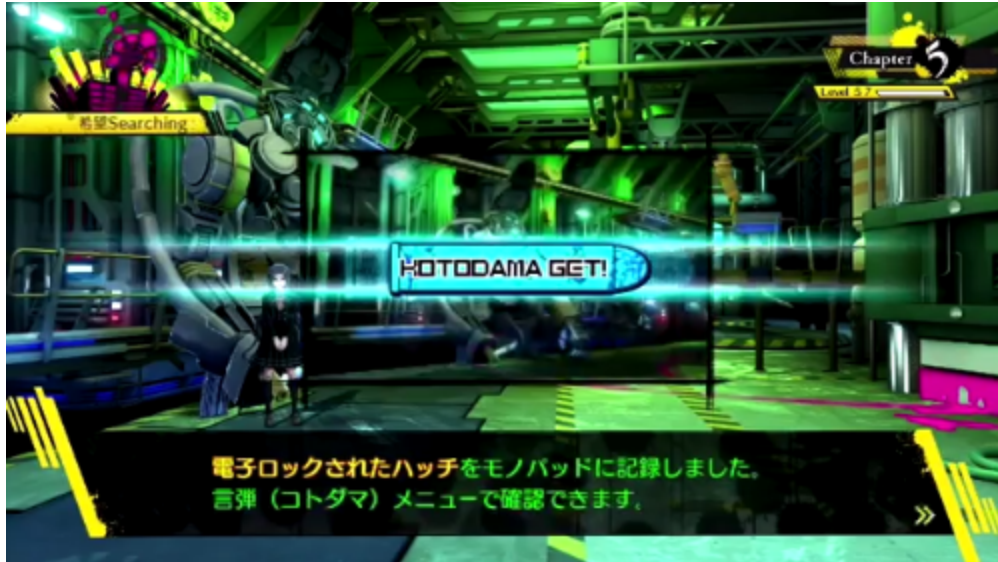 Chapter 5
Level 57
希望Searching
KOTODAMA GET!
電子ロックされたハッチをモノパッドに記録しました。
言弾（コトダマ）メニューで確認できます。